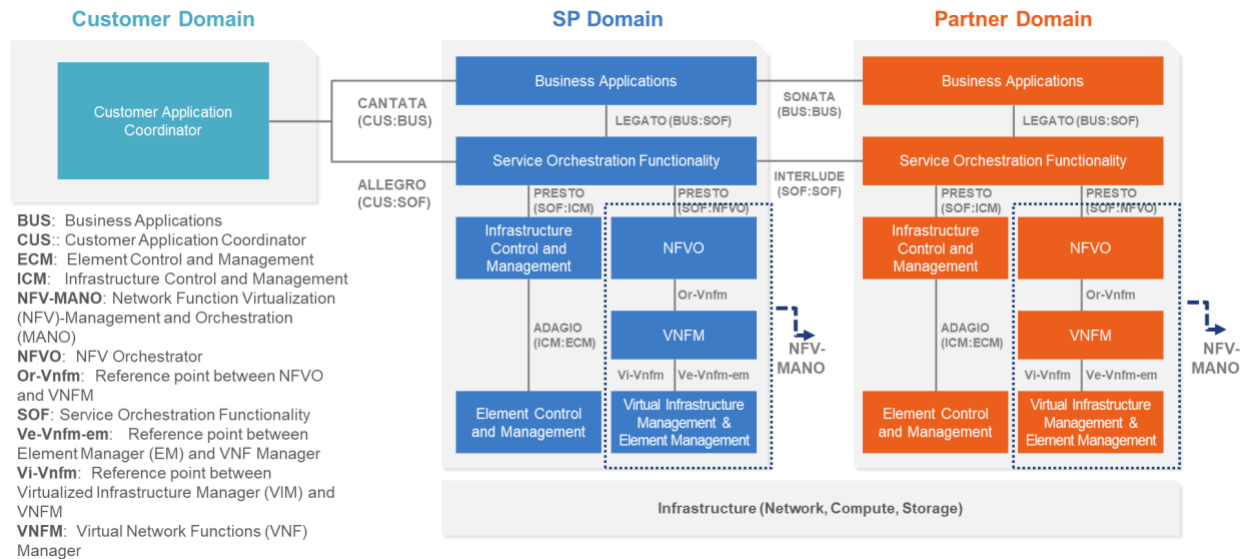 Customer Domain
SP Domain
Partner Domain
Customer Application
Coordinator
CANTATA
(CUS:BUS)
ALLEGRO
(CUS:SOF)
Business Applications
LEGATO (BUS:SOF)
Service Orchestration Functionality
PRESTO
(SOF:ICM)
PRESTO
(SOF:NFVO)
Infrastructure
Control and
Management
NFVO
Or-Vnfm
ADAGIO
(ICM:ECM)
VNFM
Vi-Vnfm
Ve-Vnfm-em
Element Control
and Management
Virtual Infrastructure
Management &
Element Management
NFV-
MANO
SONATA
(BUS:BUS)
INTERLUDE
(SOF:SOF)
Business Applications
LEGATO (BUS:SOF)
Service Orchestration Functionality
PRESTO
(SOF:ICM)
PRESTO
(SOF:NFVO)
Infrastructure
Control and
Management
NFVO
Or-Vnfm
ADAGIO
(ICM:ECM)
VNFM
Vi-Vnfm
Ve-Vnfm-em
Element Control
and Management
Virtual Infrastructure
Management &
Element Management
NFV-
MANO
Infrastructure (Network, Compute, Storage)
BUS: Business Applications
CUS:: Customer Application Coordinator
ECM: Element Control and Management
ICM: Infrastructure Control and Management
NFV-MANO: Network Function Virtualization
(NFV)-Management and Orchestration
(MANO)
NFVO: NFV Orchestrator
Or-Vnfm: Reference point between NFVO
and VNFM
SOF: Service Orchestration Functionality
Ve-Vnfm-em: Reference point between
Element Manager (EM) and VNF Manager
Vi-Vnfm: Reference point between
Virtualized Infrastructure Manager (VIM) and
VNFM
VNFM: Virtual Network Functions (VNF)
Manager